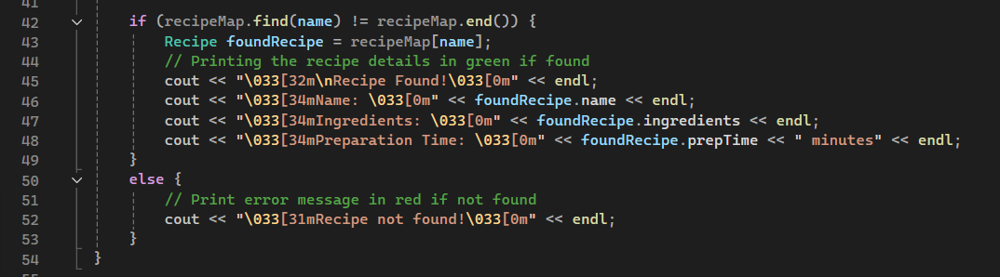 41
42 if (recipeMap.find(name) != recipeMap.end()) {
43 Recipe foundRecipe = recipeMap[name];
44 // Printing the recipe details in green if found
45 cout << "\033[32m\nRecipe Found!\033[0m" << endl;
46 cout << "\033[34mName: \033[0m" << foundRecipe.name << endl;
47 cout << "\033[34mIngredients: \033[0m" << foundRecipe.ingredients << endl;
48 cout << "\033[34mPreparation Time: \033[0m" << foundRecipe.prepTime << " minutes" << endl;
49 }
50 else {
51 // Print error message in red if not found
52 cout << "\033[31mRecipe not found!\033[0m" << endl;
53 }
54 }